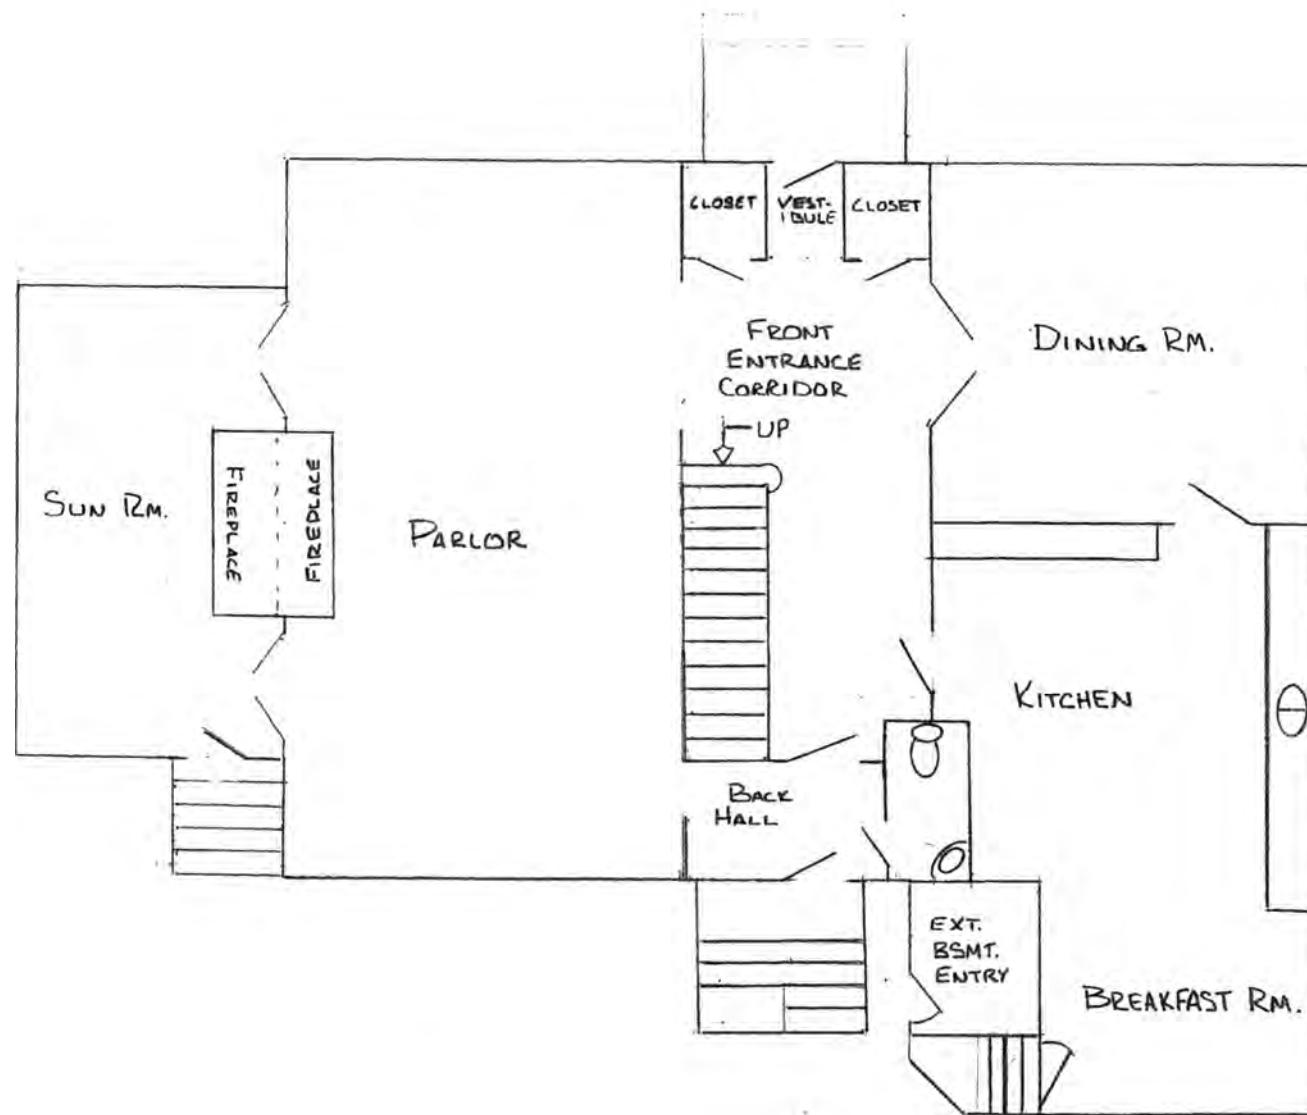 CLOSET
VEST-
IBULE
CLOSET
FRONT
ENTRANCE
CORRIDOR
DINING RM.
UP
SUN RM.
FIREPLACE
FIREPLACE
PARLOR
KITCHEN
BACK
HALL
EXT.
BSMT.
ENTRY
BREAKFAST RM.